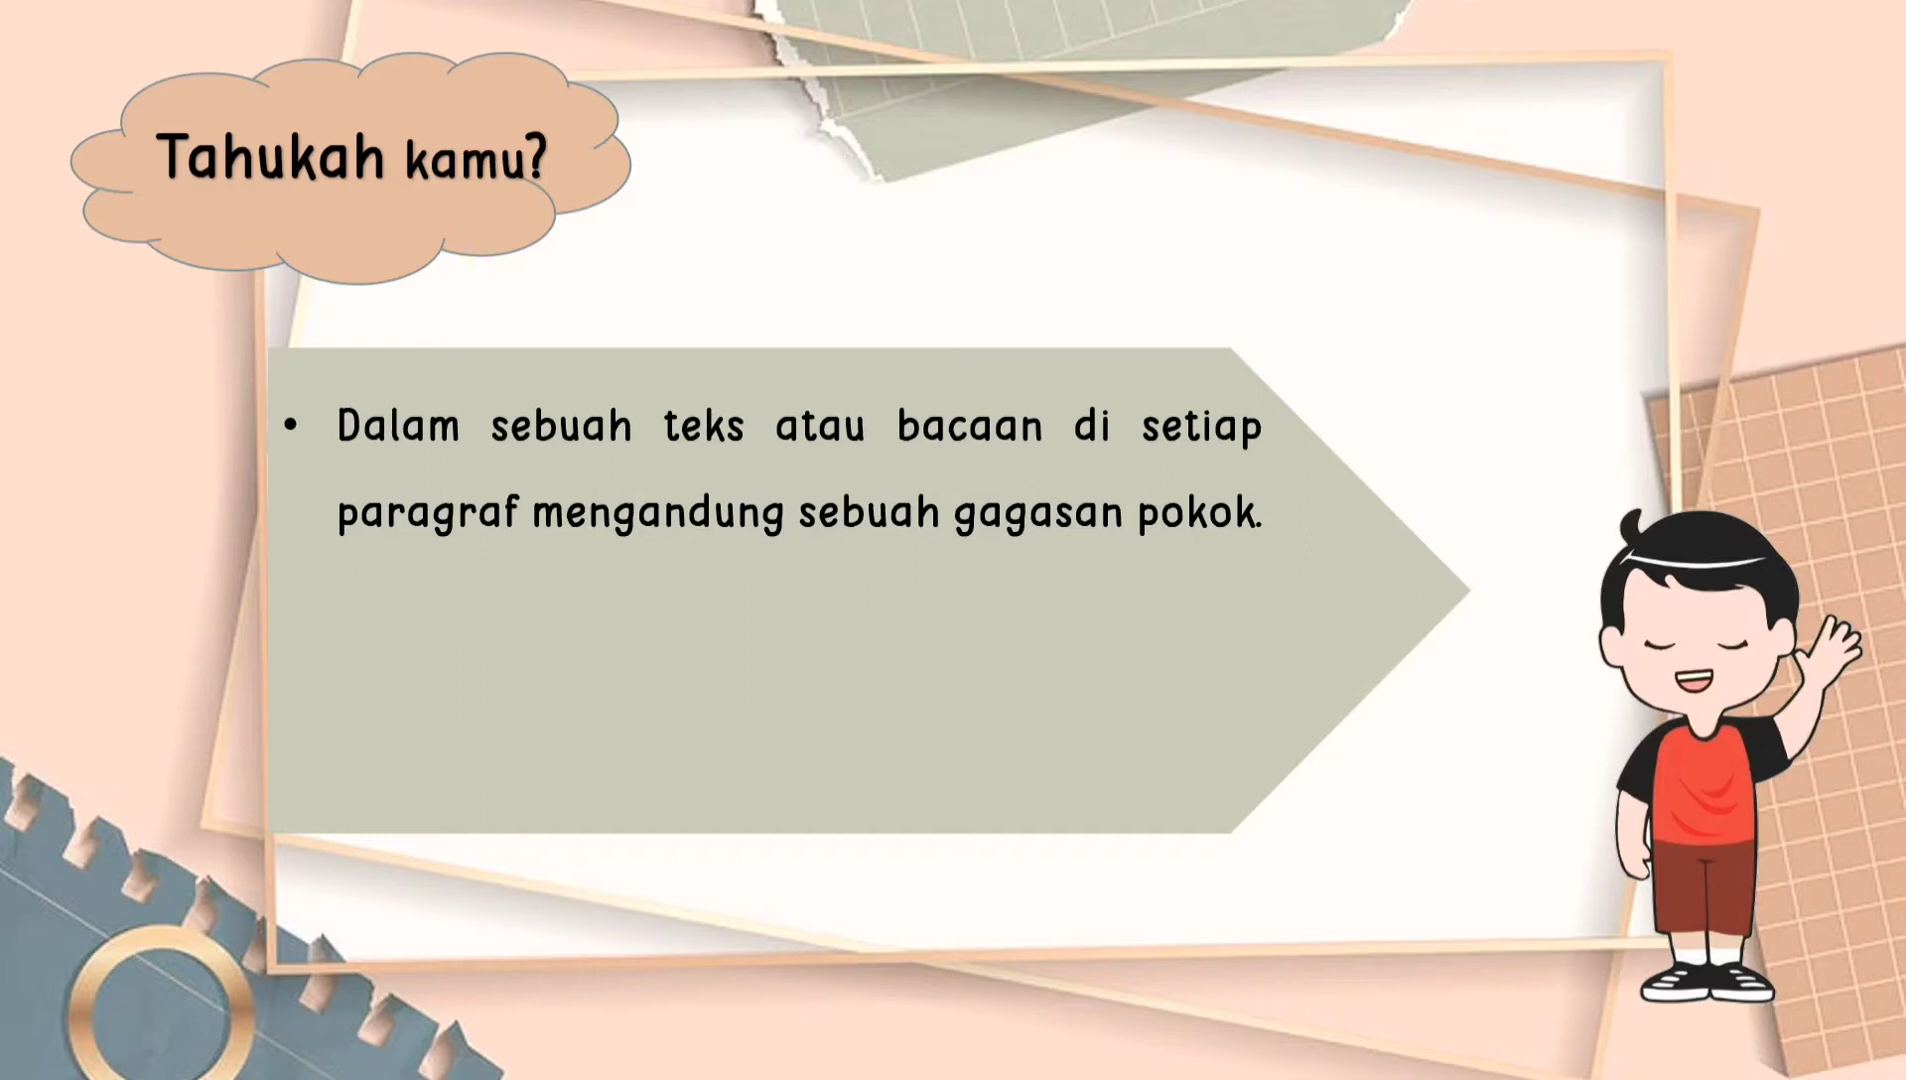 Tahukah kamu?
• Dalam sebuah teks atau bacaan di setiap
paragraf mengandung sebuah gagasan pokok.